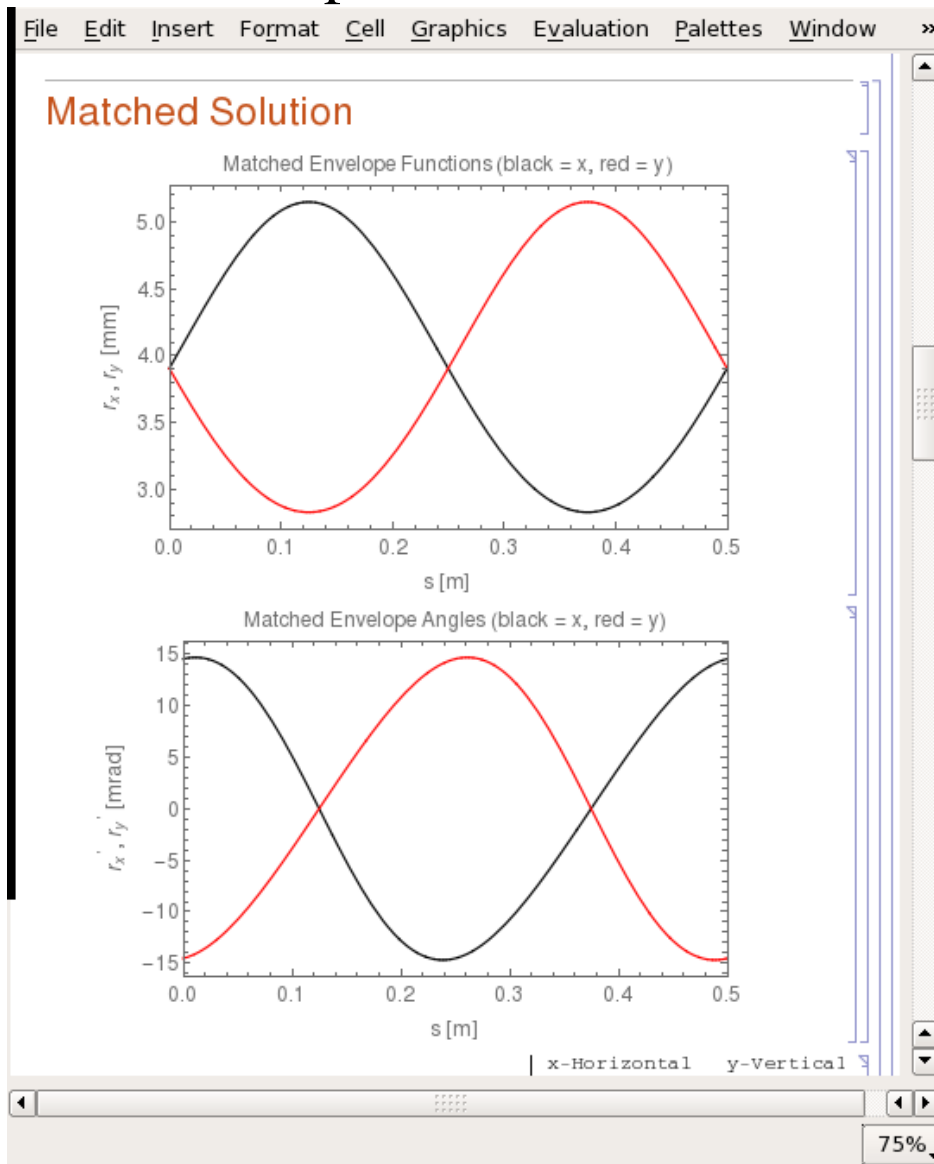 File Edit Insert Format Cell Graphics Evaluation Palettes Window »
Matched Solution
Matched Envelope Functions (black = x, red = y)
5.0
4.5
4.0
3.5
3.0
r_x, r_y [mm]
0.0 0.1 0.2 0.3 0.4 0.5
s [m]
Matched Envelope Angles (black = x, red = y)
15
10
5
0
−5
−10
−15
r_x', r_y' [mrad]
0.0 0.1 0.2 0.3 0.4 0.5
s [m]
x-Horizontal y-Vertical
75%